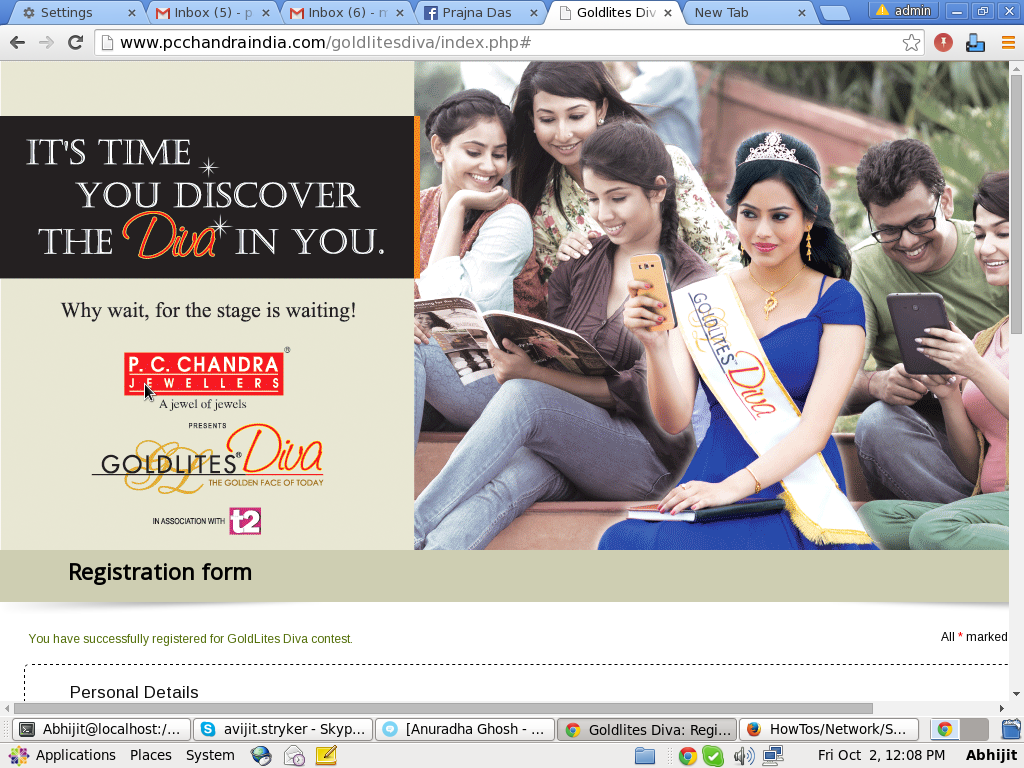 Settings
Inbox (5) - p
Inbox (6) - m
Prajna Das
Goldlites Div
New Tab
admin
www.pcchandraindia.com/goldlitesdiva/index.php#
IT'S TIME
YOU DISCOVER
THE Diva IN YOU.
Why wait, for the stage is waiting!
P. C. CHANDRA ®
JEWELLERS
A jewel of jewels
PRESENTS
GOLDLITES® Diva
THE GOLDEN FACE OF TODAY
IN ASSOCIATION WITH t2
GOLDLITES Diva
Registration form
You have successfully registered for GoldLites Diva contest.
All * marked
Personal Details
Abhijit@localhost:/...
avijit.stryker - Skyp...
[Anuradha Ghosh - ...
Goldlites Diva: Regi...
HowTos/Network/S...
Applications Places System
Fri Oct 2, 12:08 PM
Abhijit